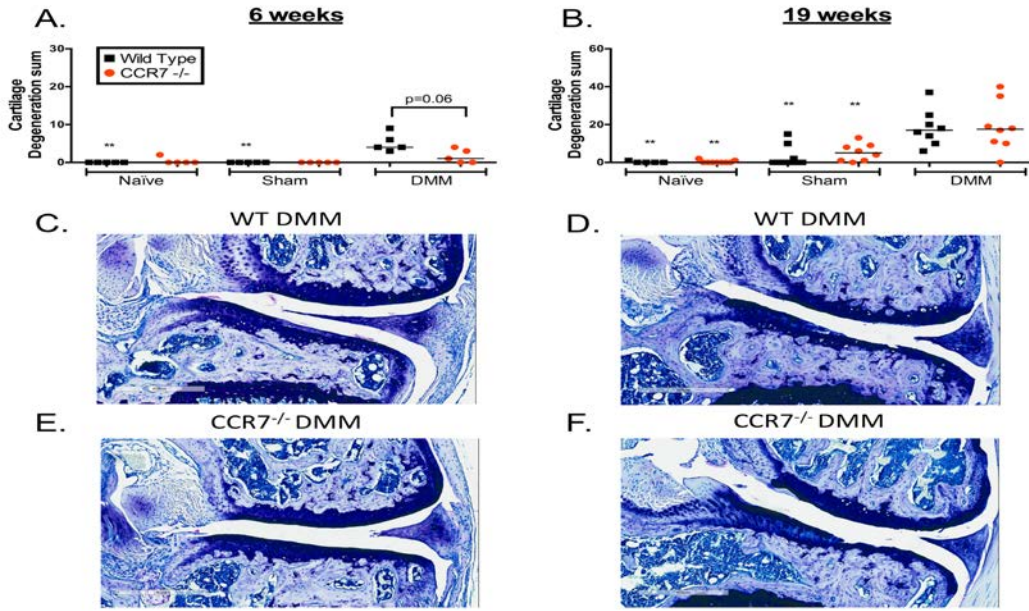 A.
6 weeks
B.
19 weeks
Cartilage
Degeneration sum
30
20
10
0
Wild Type
CCR7 -/-
**
**
p=0.06
Naïve
Sham
DMM
Cartilage
Degeneration sum
60
40
20
0
**
**
**
**
Naïve
Sham
DMM
C.
WT DMM
D.
WT DMM
E.
CCR7-/- DMM
F.
CCR7-/- DMM